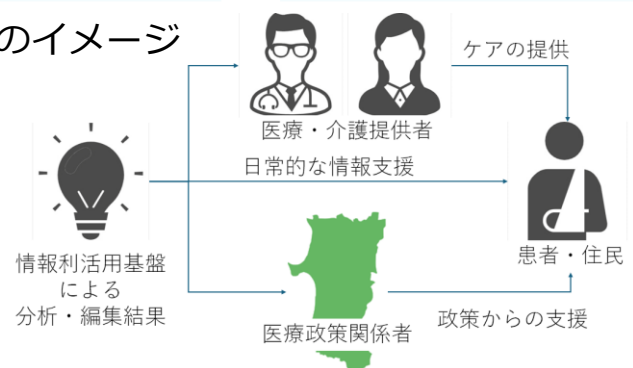 のイメージ
ケアの提供
医療・介護提供者
日常的な情報支援
患者・住民
情報利活用基盤
による
分析・編集結果
医療政策関係者
政策からの支援